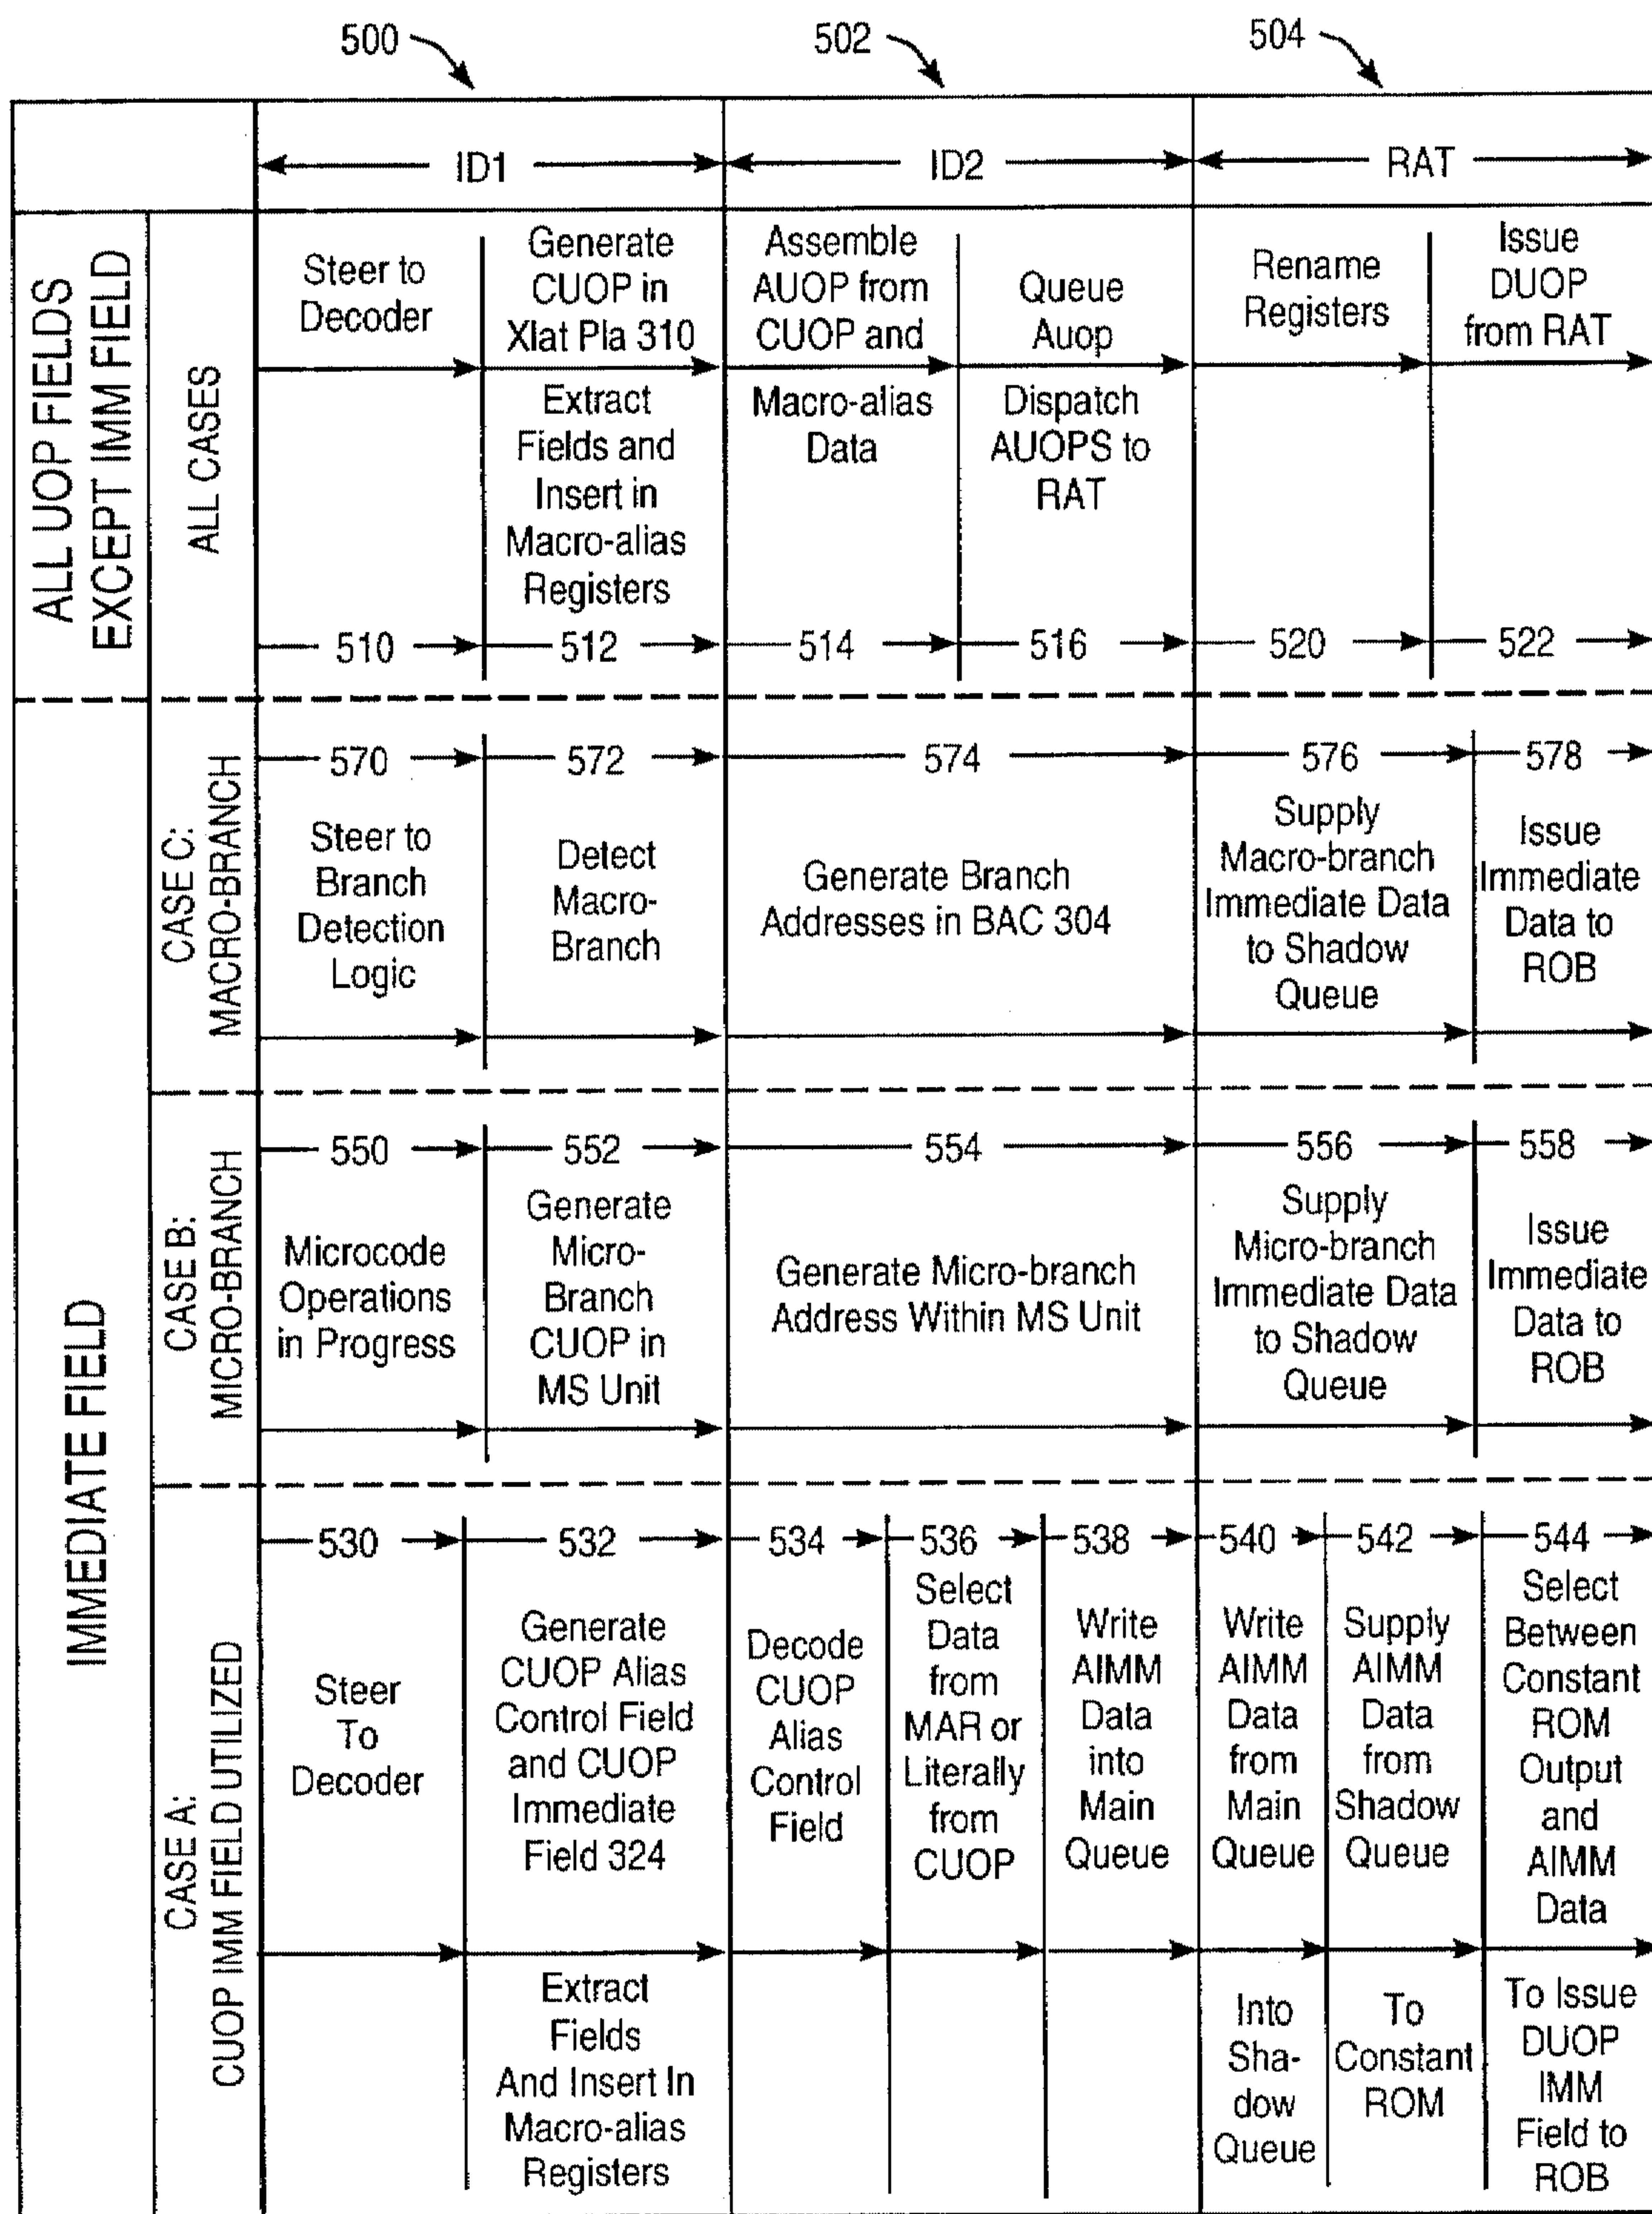 500
502
504
ID1
ID2
RAT
ALL UOP FIELDS
EXCEPT IMM FIELD
ALL CASES
Steer to
Decoder
Generate
CUOP in
Xlat Pla 310
Extract
Fields and
Insert in
Macro-alias
Registers
Assemble
AUOP from
CUOP and
Macro-alias
Data
Queue
Auop
Dispatch
AUOPS to
RAT
Rename
Registers
Issue
DUOP
from RAT
510
512
514
516
520
522
IMMEDIATE FIELD
CASE C:
MACRO-BRANCH
570
572
574
576
578
Steer to
Branch
Detection
Logic
Detect
Macro-
Branch
Generate Branch
Addresses in BAC 304
Supply
Macro-branch
Immediate Data
to Shadow
Queue
Issue
Immediate
Data to
ROB
CASE B:
MICRO-BRANCH
550
552
554
556
558
Microcode
Operations
in Progress
Generate
Micro-
Branch
CUOP in
MS Unit
Generate Micro-branch
Address Within MS Unit
Supply
Micro-branch
Immediate Data
to Shadow
Queue
Issue
Immediate
Data to
ROB
CASE A:
CUOP IMM FIELD UTILIZED
530
532
534
536
538
540
542
544
Steer
To
Decoder
Generate
CUOP Alias
Control Field
and CUOP
Immediate
Field 324
Extract
Fields
And Insert In
Macro-alias
Registers
Decode
CUOP
Alias
Control
Field
Select
Data
from
MAR or
Literally
from
CUOP
Write
AIMM
Data
into
Main
Queue
Write
AIMM
Data
from
Main
Queue
Into
Sha-
dow
Queue
Supply
AIMM
Data
from
Shadow
Queue
To
Constant
ROM
Select
Between
Constant
ROM
Output
and
AIMM
Data
To Issue
DUOP
IMM
Field to
ROB